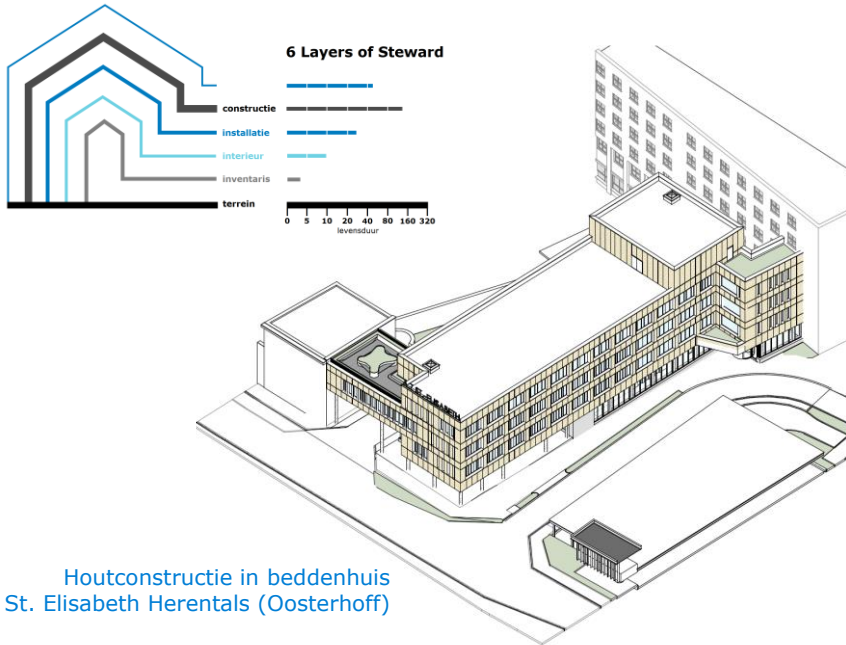 6 Layers of Steward
constructie
installatie
interieur
inventaris
terrein
0 5 10 20 40 80 160 320
levensduur
Houtconstructie in beddenhuis
St. Elisabeth Herentals (Oosterhoff)